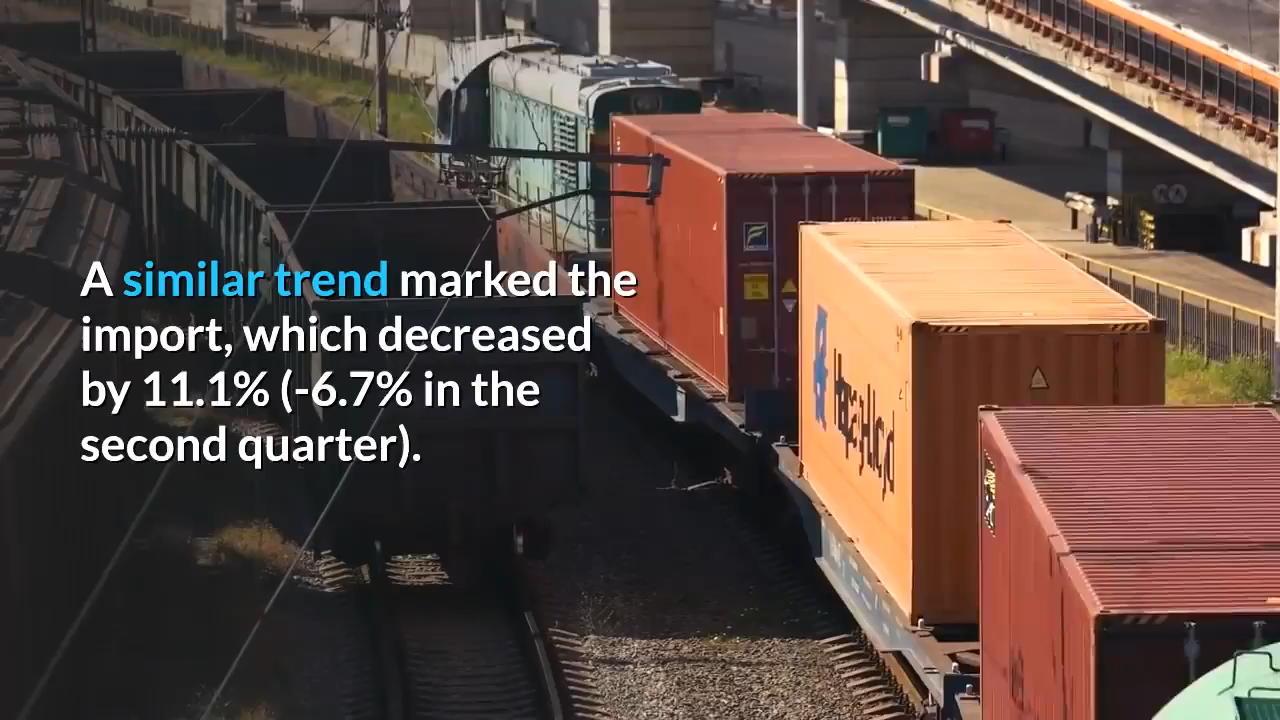 A similar trend marked the
import, which decreased
by 11.1% (-6.7% in the
second quarter).
Hapag-Lloyd